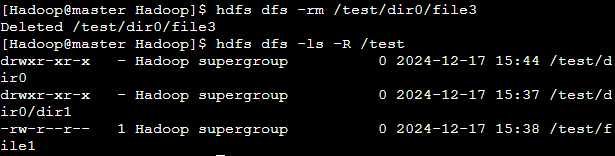 [Hadoop@master Hadoop]$ hdfs dfs -rm /test/dir0/file3
Deleted /test/dir0/file3
[Hadoop@master Hadoop]$ hdfs dfs -ls -R /test
drwxr-xr-x   - Hadoop supergroup          0 2024-12-17 15:44 /test/d
ir0
drwxr-xr-x   - Hadoop supergroup          0 2024-12-17 15:37 /test/d
ir0/dir1
-rw-r--r--   1 Hadoop supergroup          0 2024-12-17 15:38 /test/f
ile1